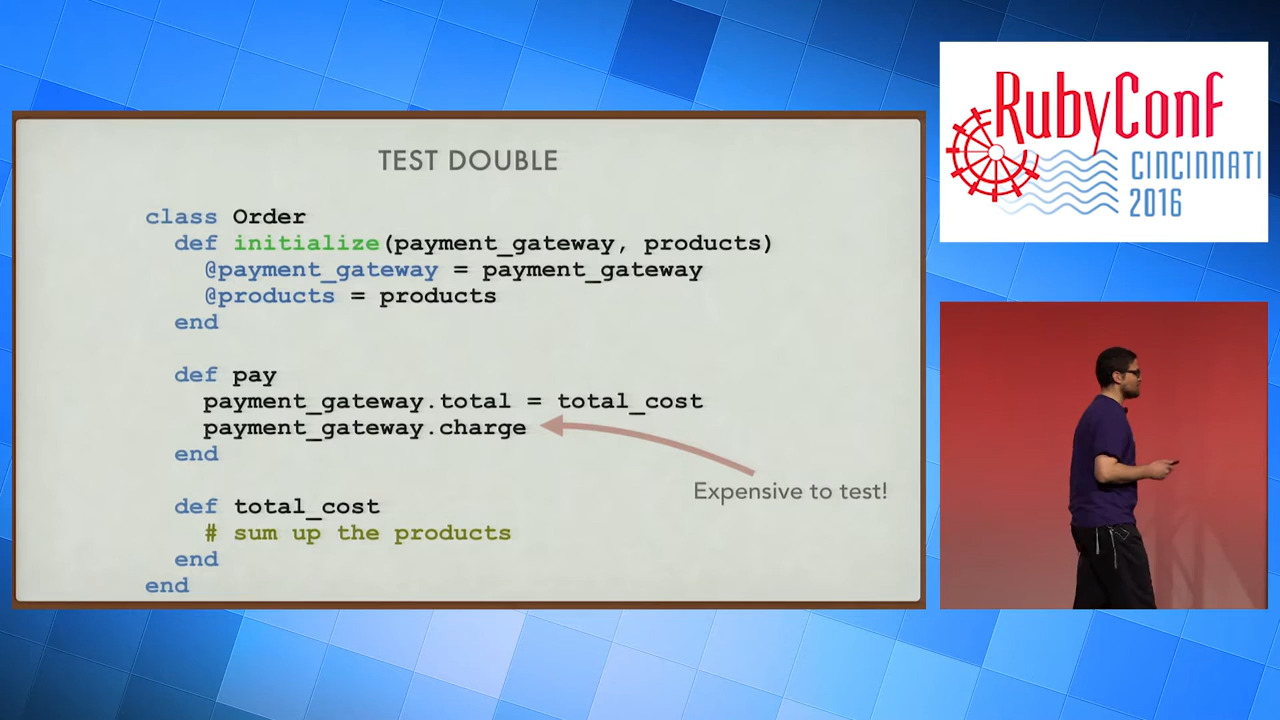 TEST DOUBLE
class Order
  def initialize(payment_gateway, products)
    @payment_gateway = payment_gateway
    @products = products
  end
  def pay
    payment_gateway.total = total_cost
    payment_gateway.charge
  end
Expensive to test!
  def total_cost
    # sum up the products
  end
end
RubyConf
CINCINNATI
2016